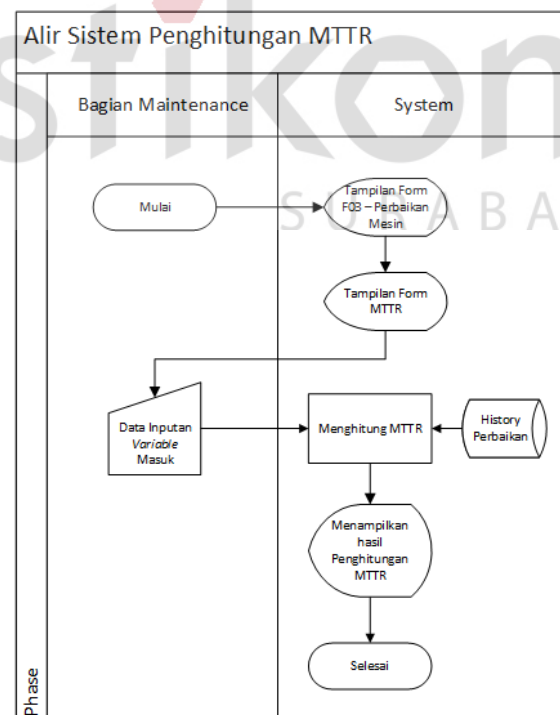 Alir Sistem Penghitungan MTTR
Bagian Maintenance
System
Mulai
Tampilan Form
F03 – Perbaikan
Mesin
Tampilan Form
MTTR
Data Inputan
Variable
Masuk
Menghitung MTTR
History
Perbaikan
Menampilkan
hasil
Penghitungan
MTTR
Selesai
Phase
stikom
SURABA